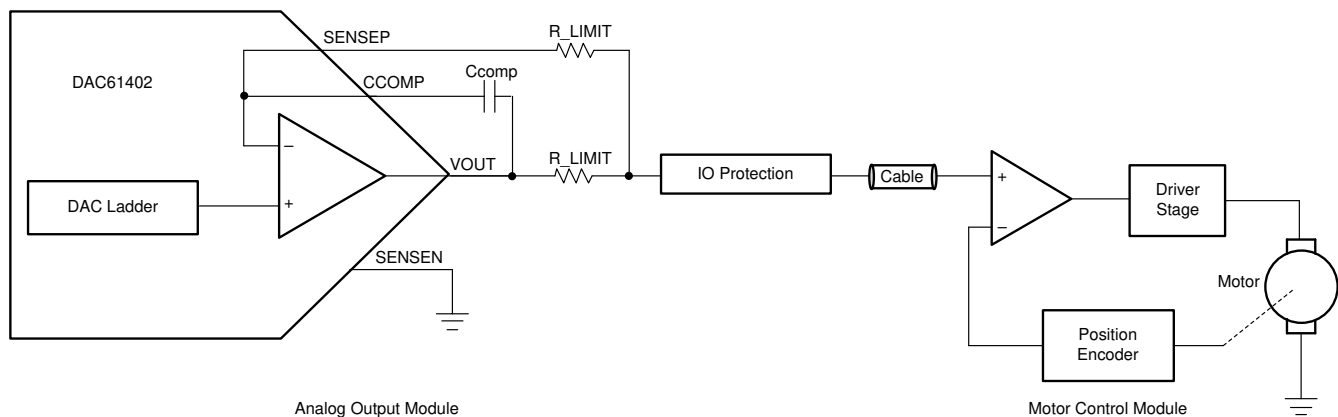 SENSEP
R_LIMIT
DAC61402
CCOMP
Ccomp
−
VOUT
R_LIMIT
IO Protection
Cable
+
Driver
Stage
DAC Ladder
+
−
SENSEN
Motor
Position
Encoder
Analog Output Module
Motor Control Module